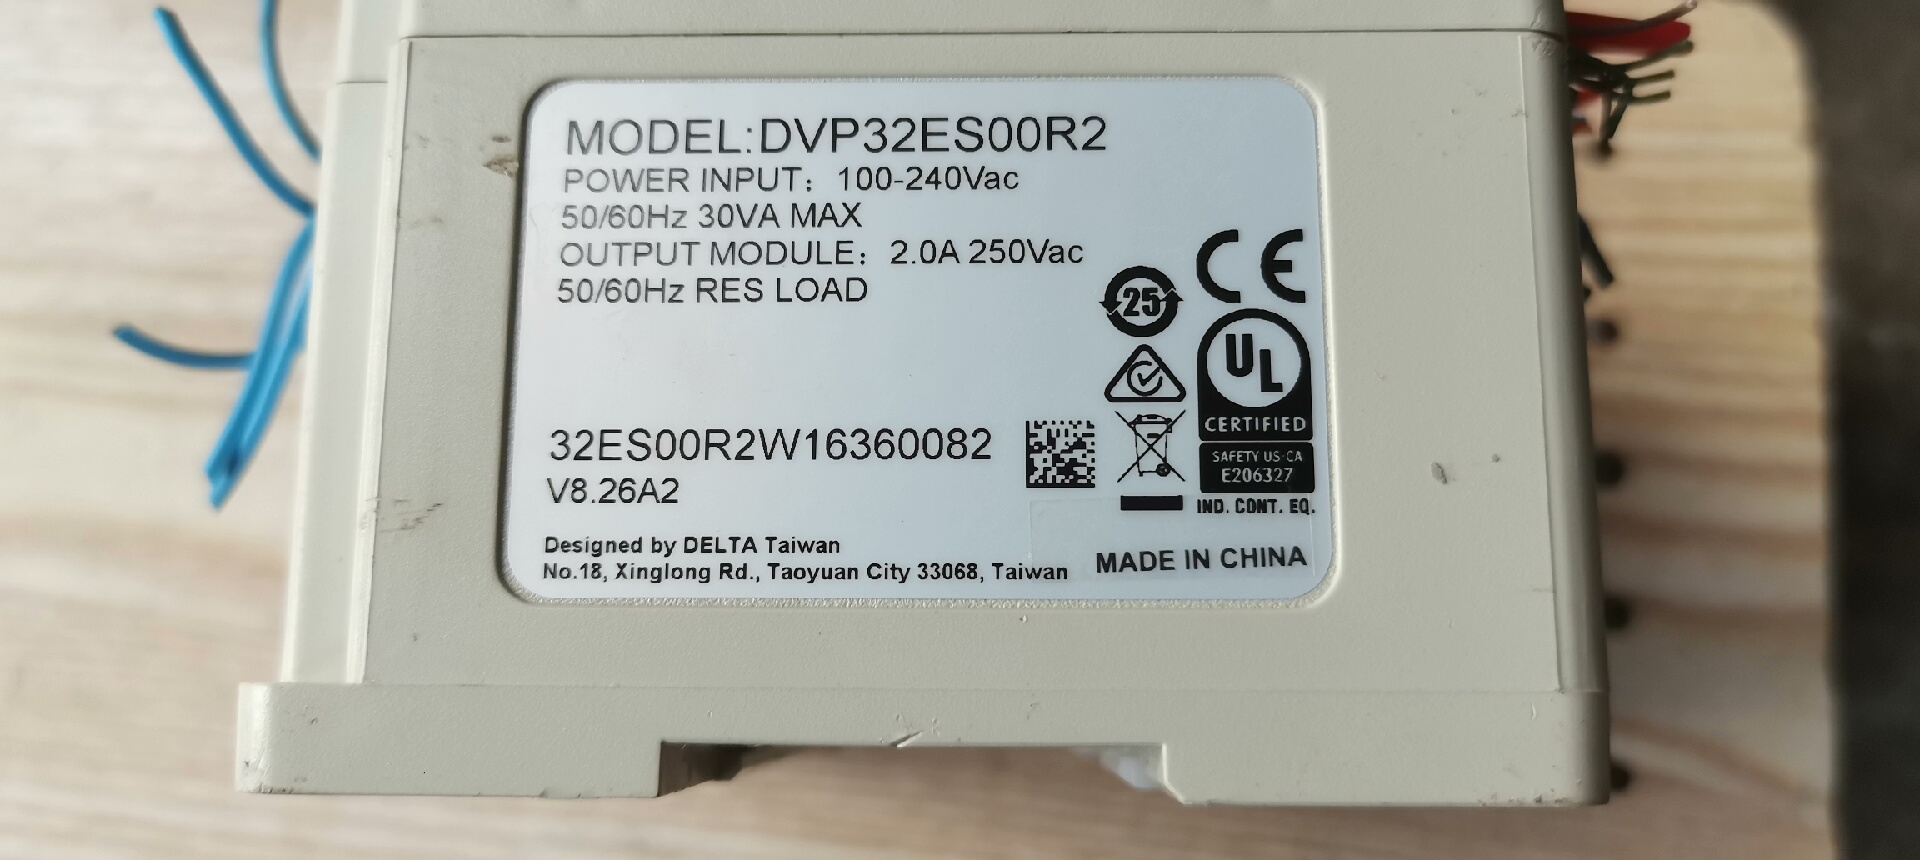 MODEL:DVP32ES00R2
POWER INPUT: 100-240Vac
50/60Hz 30VA MAX
OUTPUT MODULE: 2.0A 250Vac
50/60Hz RES LOAD
CE
25
UL
CERTIFIED
SAFETY US-CA
E206327
IND. CONT. EQ.
32ES00R2W16360082
V8.26A2
Designed by DELTA Taiwan
No.18, Xinglong Rd., Taoyuan City 33068, Taiwan
MADE IN CHINA